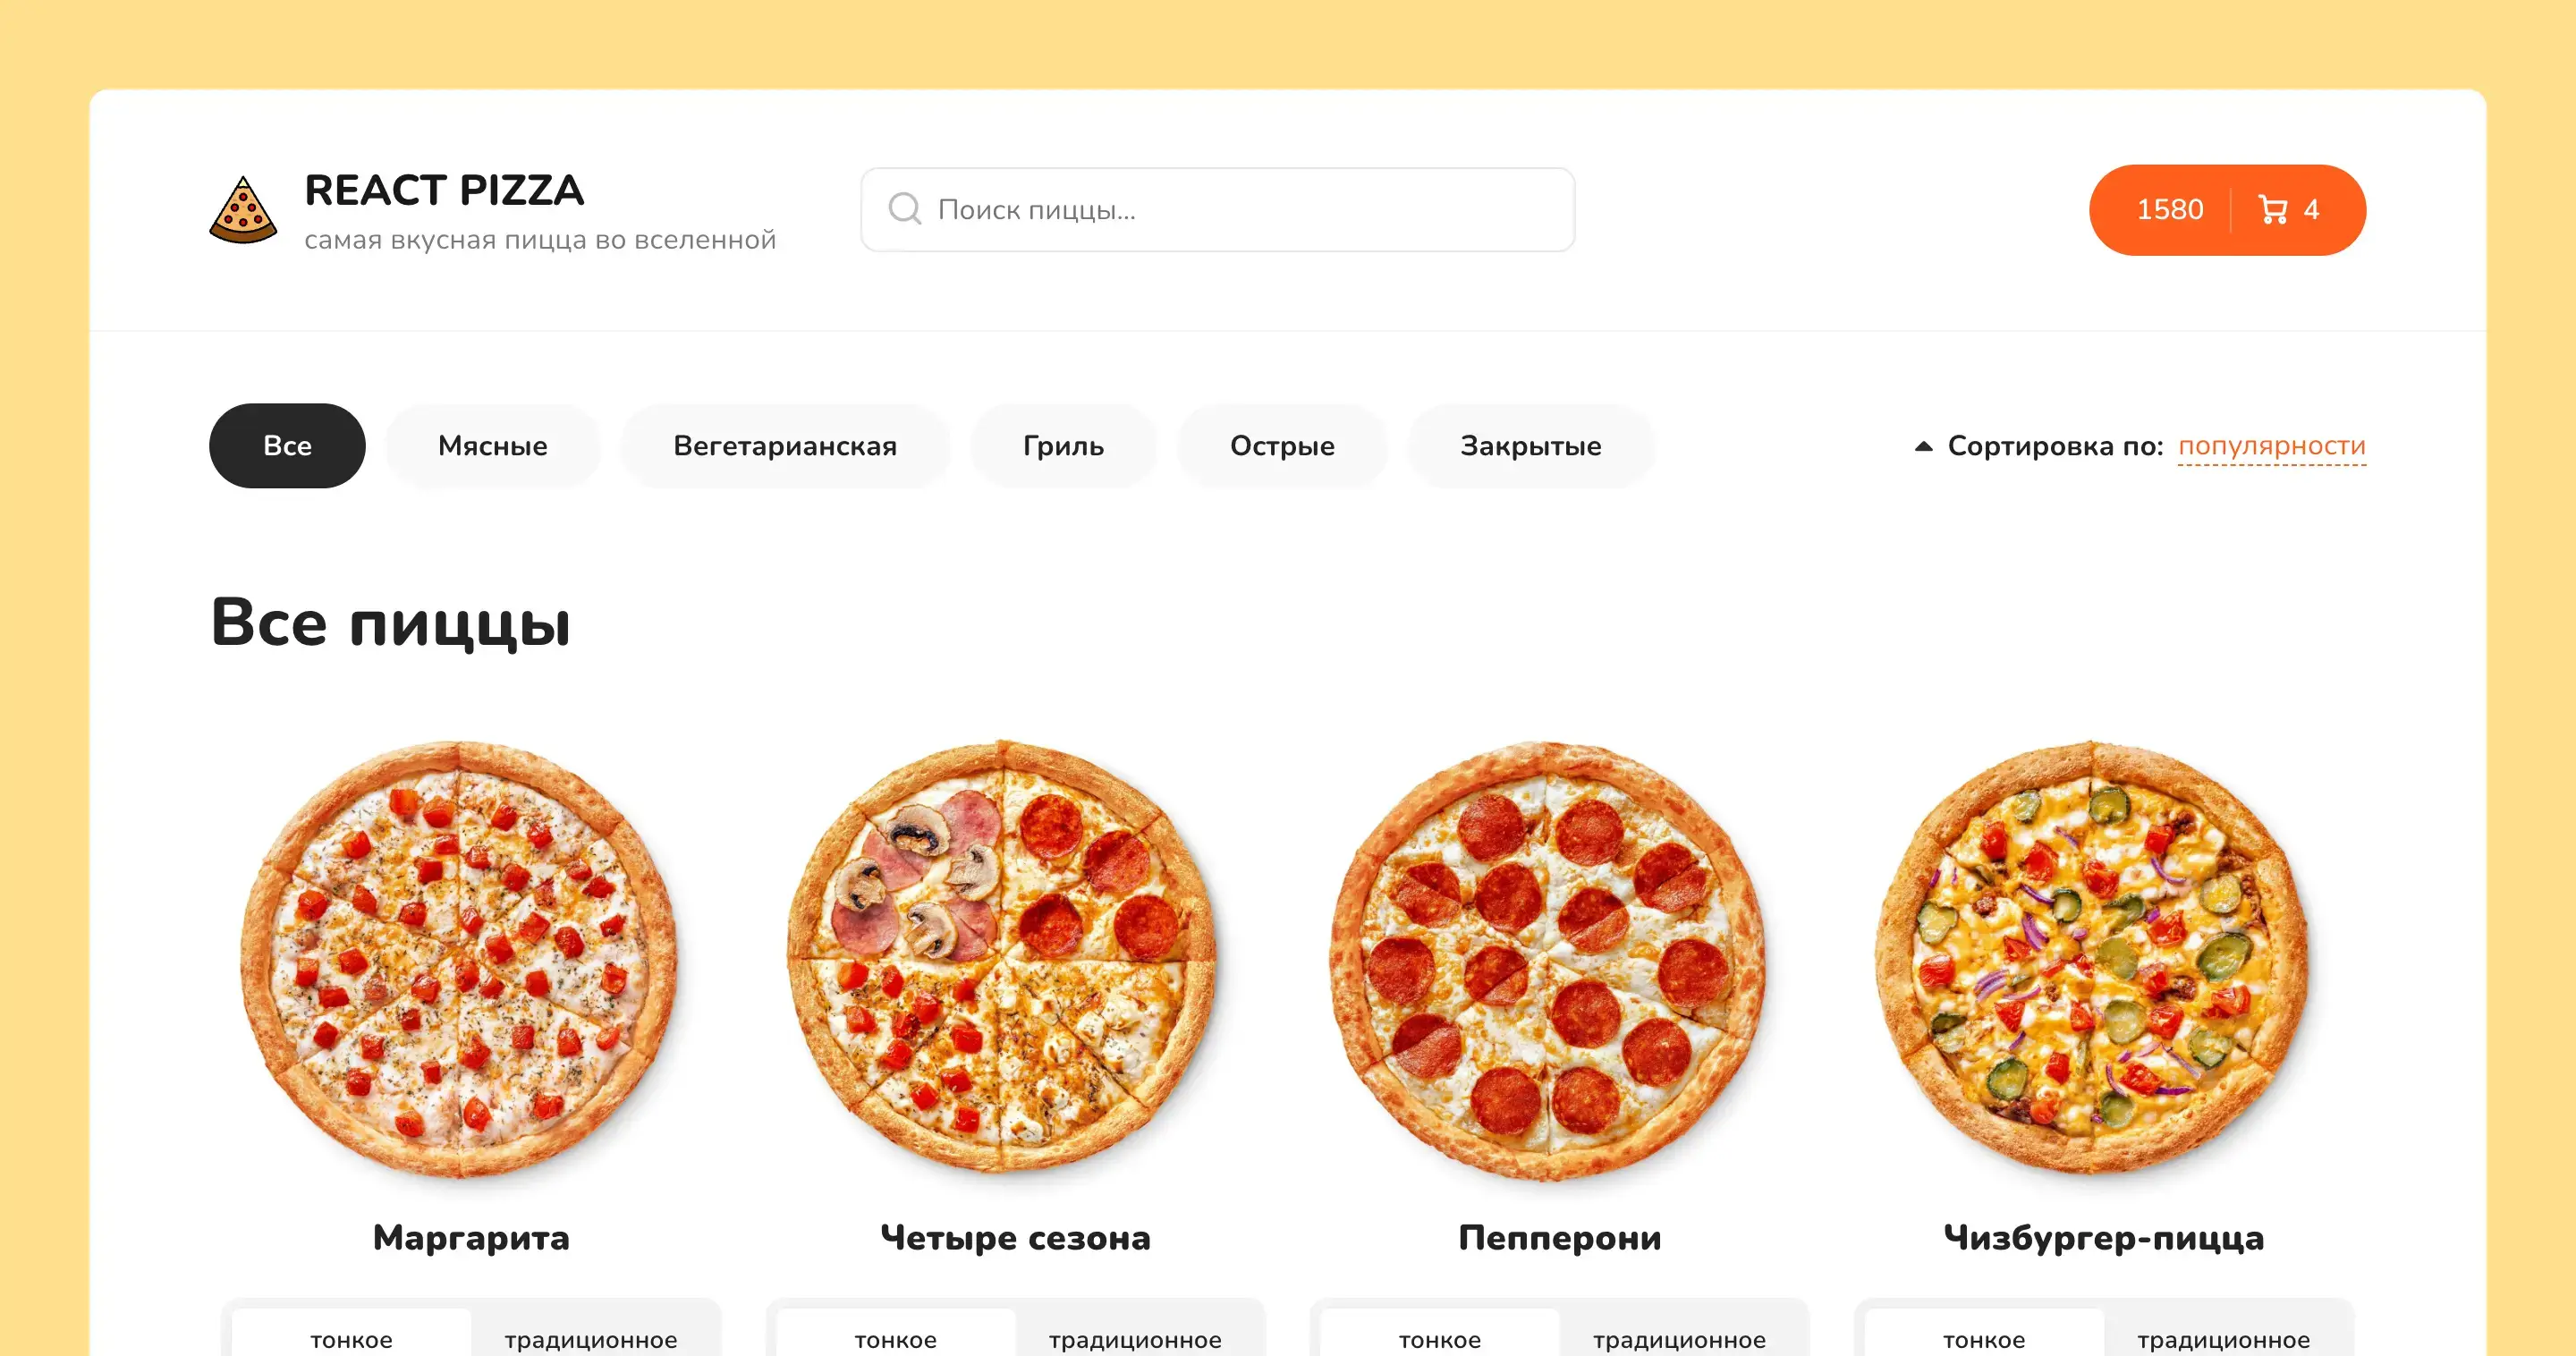 REACT PIZZA
самая вкусная пицца во вселенной
Поиск пиццы...
1580 4
Все Мясные Вегетарианская Гриль Острые Закрытые Сортировка по: популярности
Все пиццы
Маргарита Четыре сезона Пепперони Чизбургер-пицца
тонкое традиционное тонкое традиционное тонкое традиционное тонкое традиционное